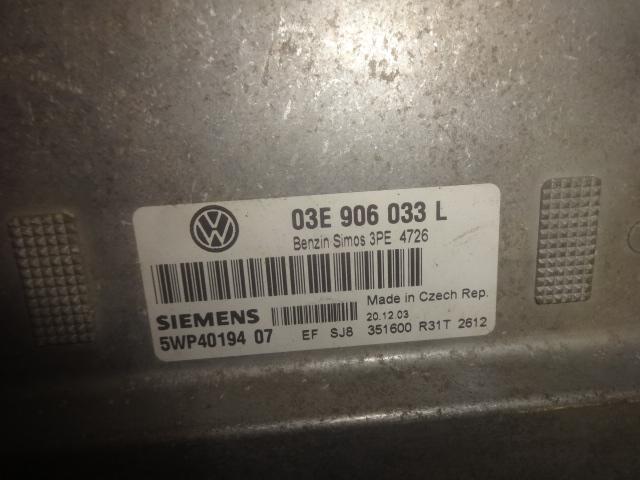 03E 906 033 L
Benzin Simos 3PE 4726
Made in Czech Rep.
SIEMENS 20.12.03
5WP40194 07 EF SJ8 351600 R31T 2612